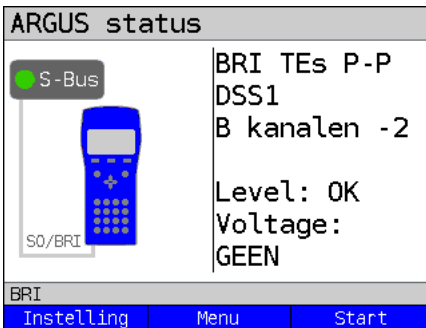 ARGUS status
S-Bus
BRI TEs P-P
DSS1
B kanalen -2
Level: OK
Voltage:
GEEN
S0/BRI
BRI
Instelling Menu Start